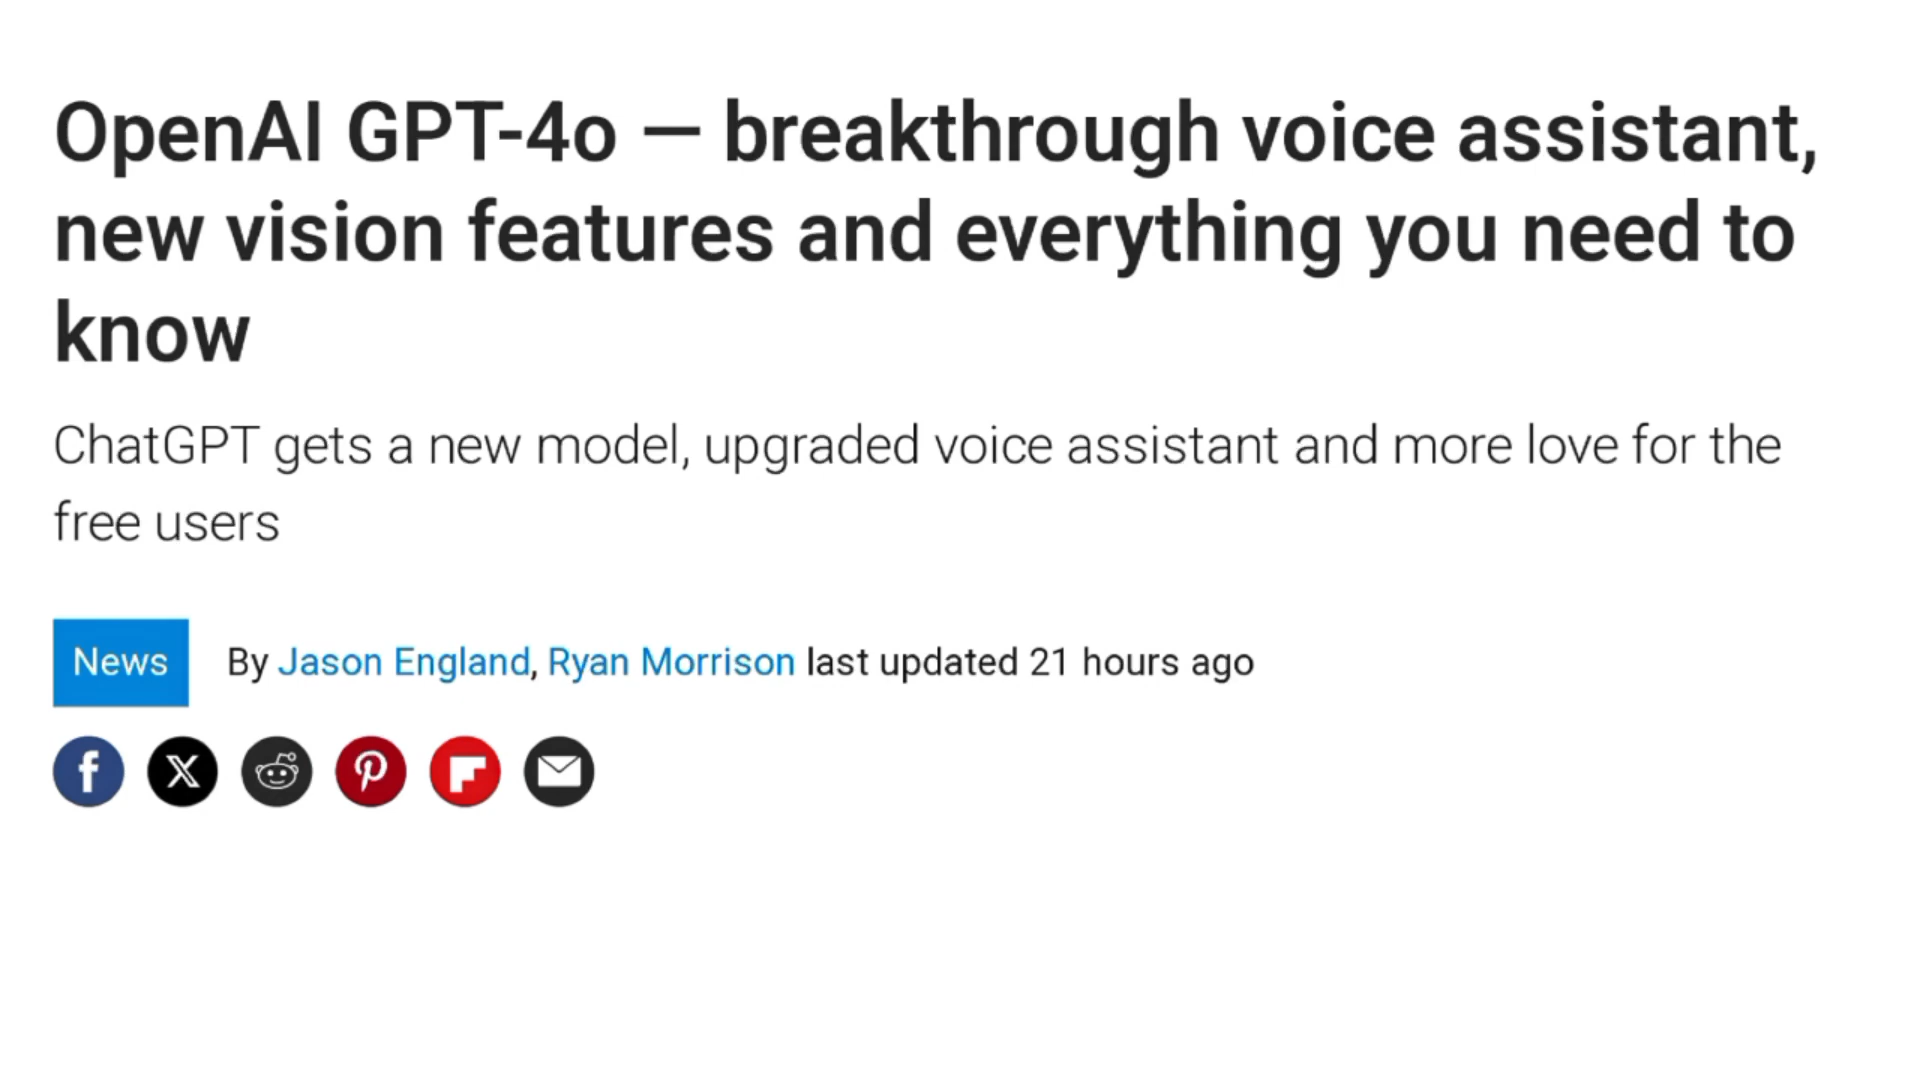 OpenAI GPT-4o — breakthrough voice assistant,
new vision features and everything you need to
know
ChatGPT gets a new model, upgraded voice assistant and more love for the
free users
News
By Jason England, Ryan Morrison last updated 21 hours ago